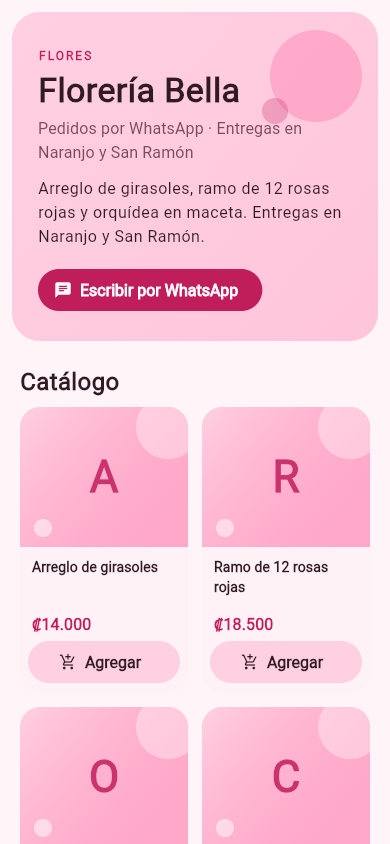 FLORES
Florería Bella
Pedidos por WhatsApp · Entregas en
Naranjo y San Ramón
Arreglo de girasoles, ramo de 12 rosas
rojas y orquídea en maceta. Entregas en
Naranjo y San Ramón.
Escribir por WhatsApp
Catálogo
A
R
Arreglo de girasoles
Ramo de 12 rosas
rojas
₡14.000
₡18.500
Agregar
Agregar
O
C